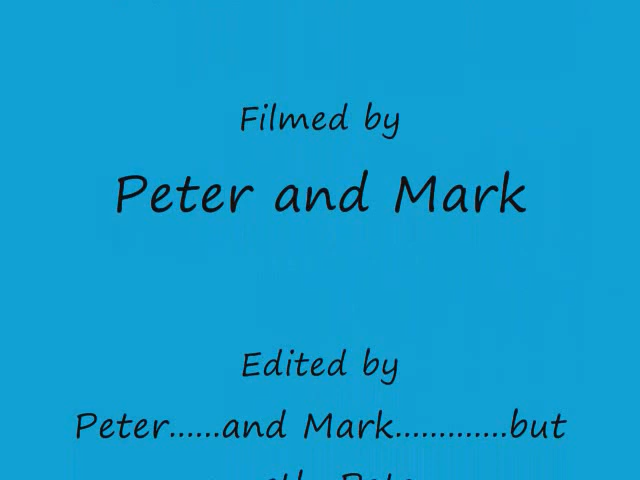 Filmed by
Peter and Mark
Edited by
Peter......and Mark.............but